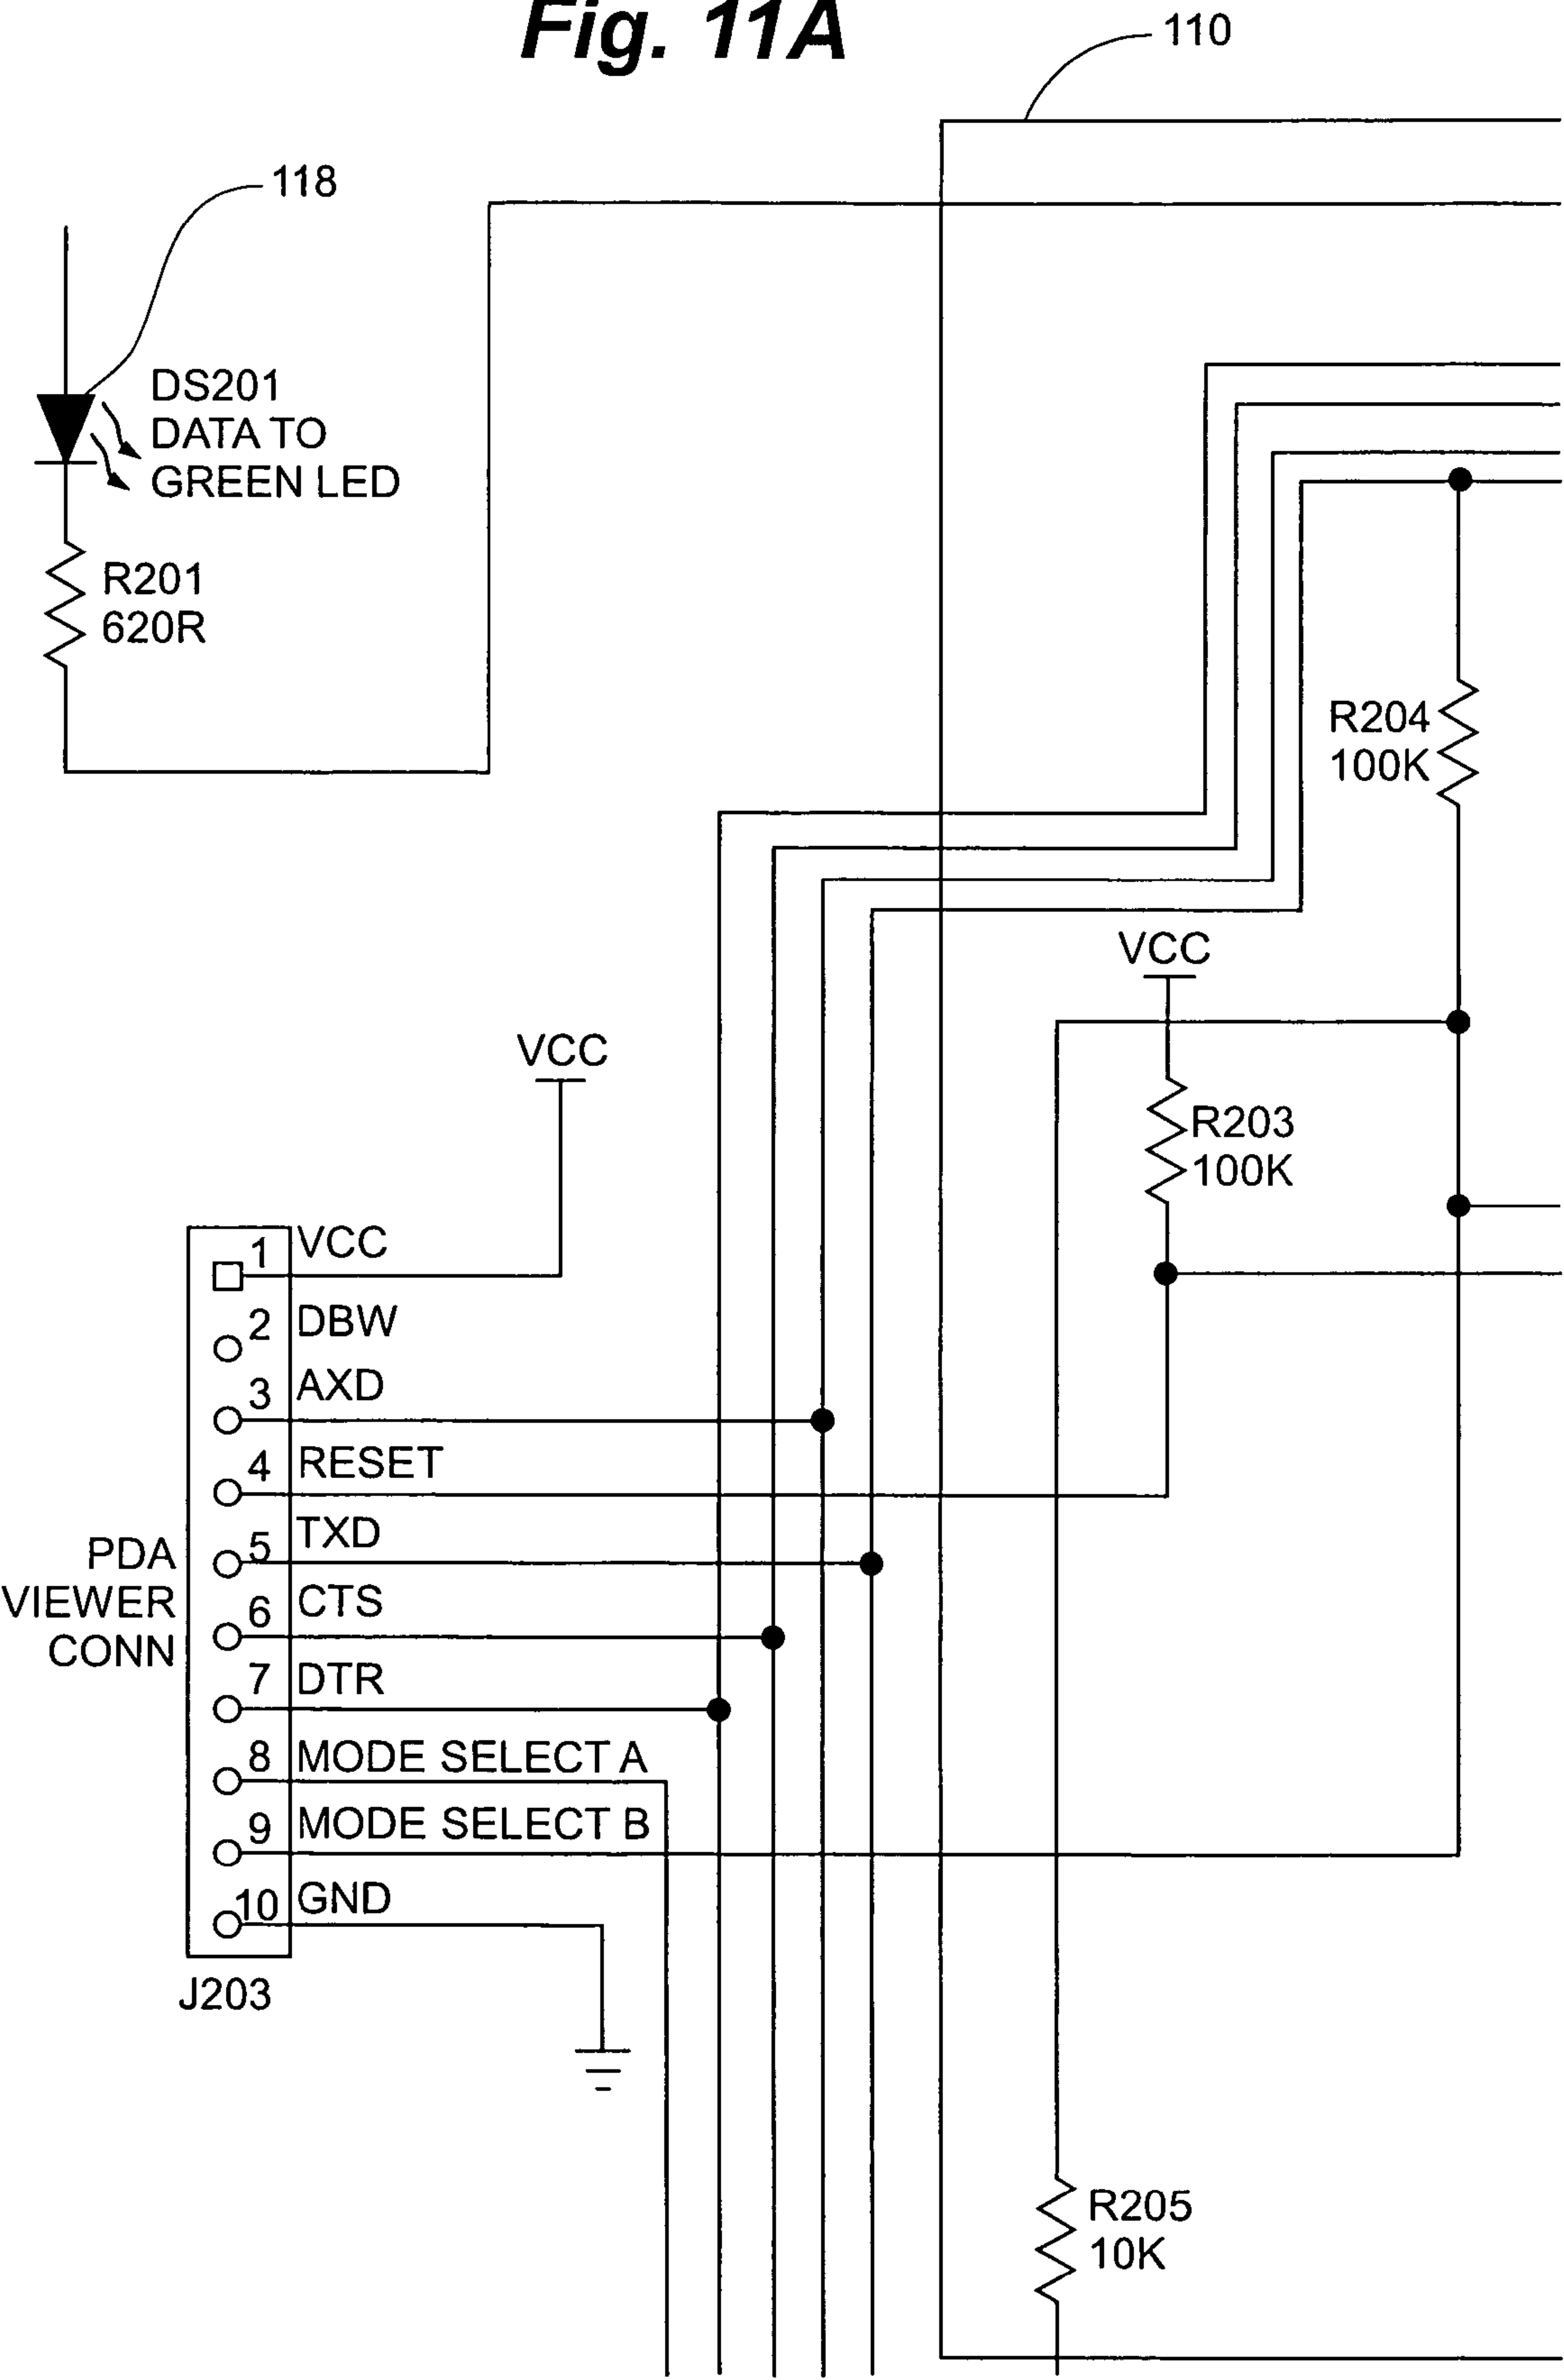 Fig. 11A
110
118
DS201
DATA TO
GREEN LED
R201
620R
R204
100K
VCC
VCC
R203
100K
1 VCC
2 DBW
3 AXD
4 RESET
5 TXD
6 CTS
7 DTR
8 MODE SELECT A
9 MODE SELECT B
10 GND
PDA
VIEWER
CONN
J203
R205
10K